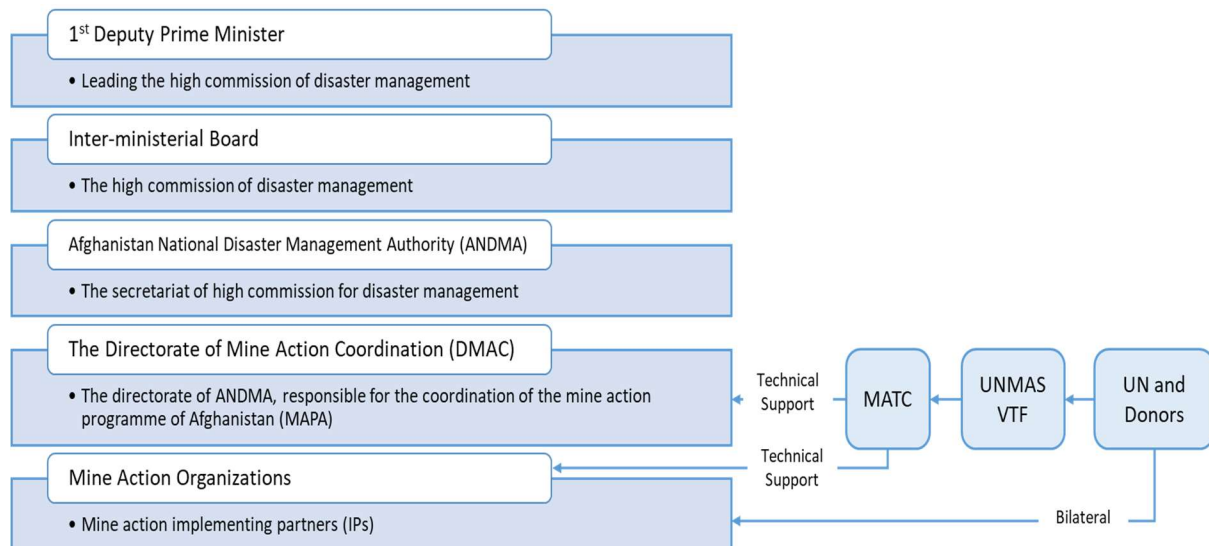 1st Deputy Prime Minister
• Leading the high commission of disaster management
Inter-ministerial Board
• The high commission of disaster management
Afghanistan National Disaster Management Authority (ANDMA)
• The secretariat of high commission for disaster management
The Directorate of Mine Action Coordination (DMAC)
• The directorate of ANDMA, responsible for the coordination of the mine action
programme of Afghanistan (MAPA)
Technical
Support
MATC
UNMAS
VTF
UN and
Donors
Mine Action Organizations
• Mine action implementing partners (IPs)
Technical
Support
Bilateral